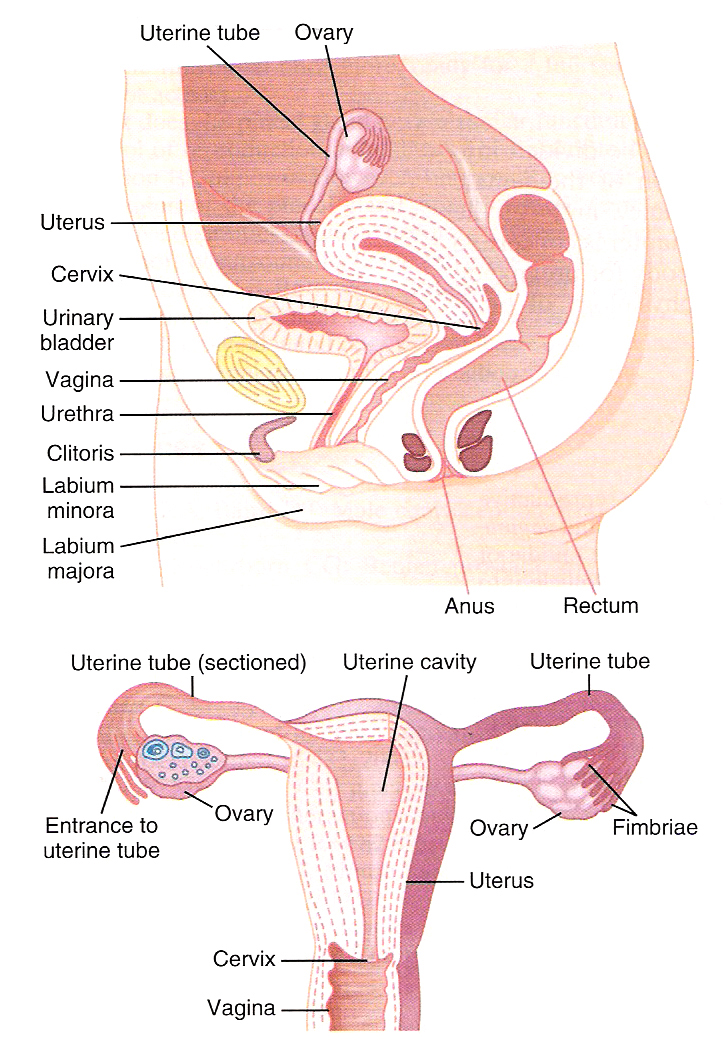 Uterine tube
Ovary
Uterus
Cervix
Urinary
bladder
Vagina
Urethra
Clitoris
Labium
minora
Labium
majora
Anus
Rectum
Uterine tube (sectioned)
Uterine cavity
Uterine tube
Ovary
Entrance to
uterine tube
Ovary
Fimbriae
Uterus
Cervix
Vagina